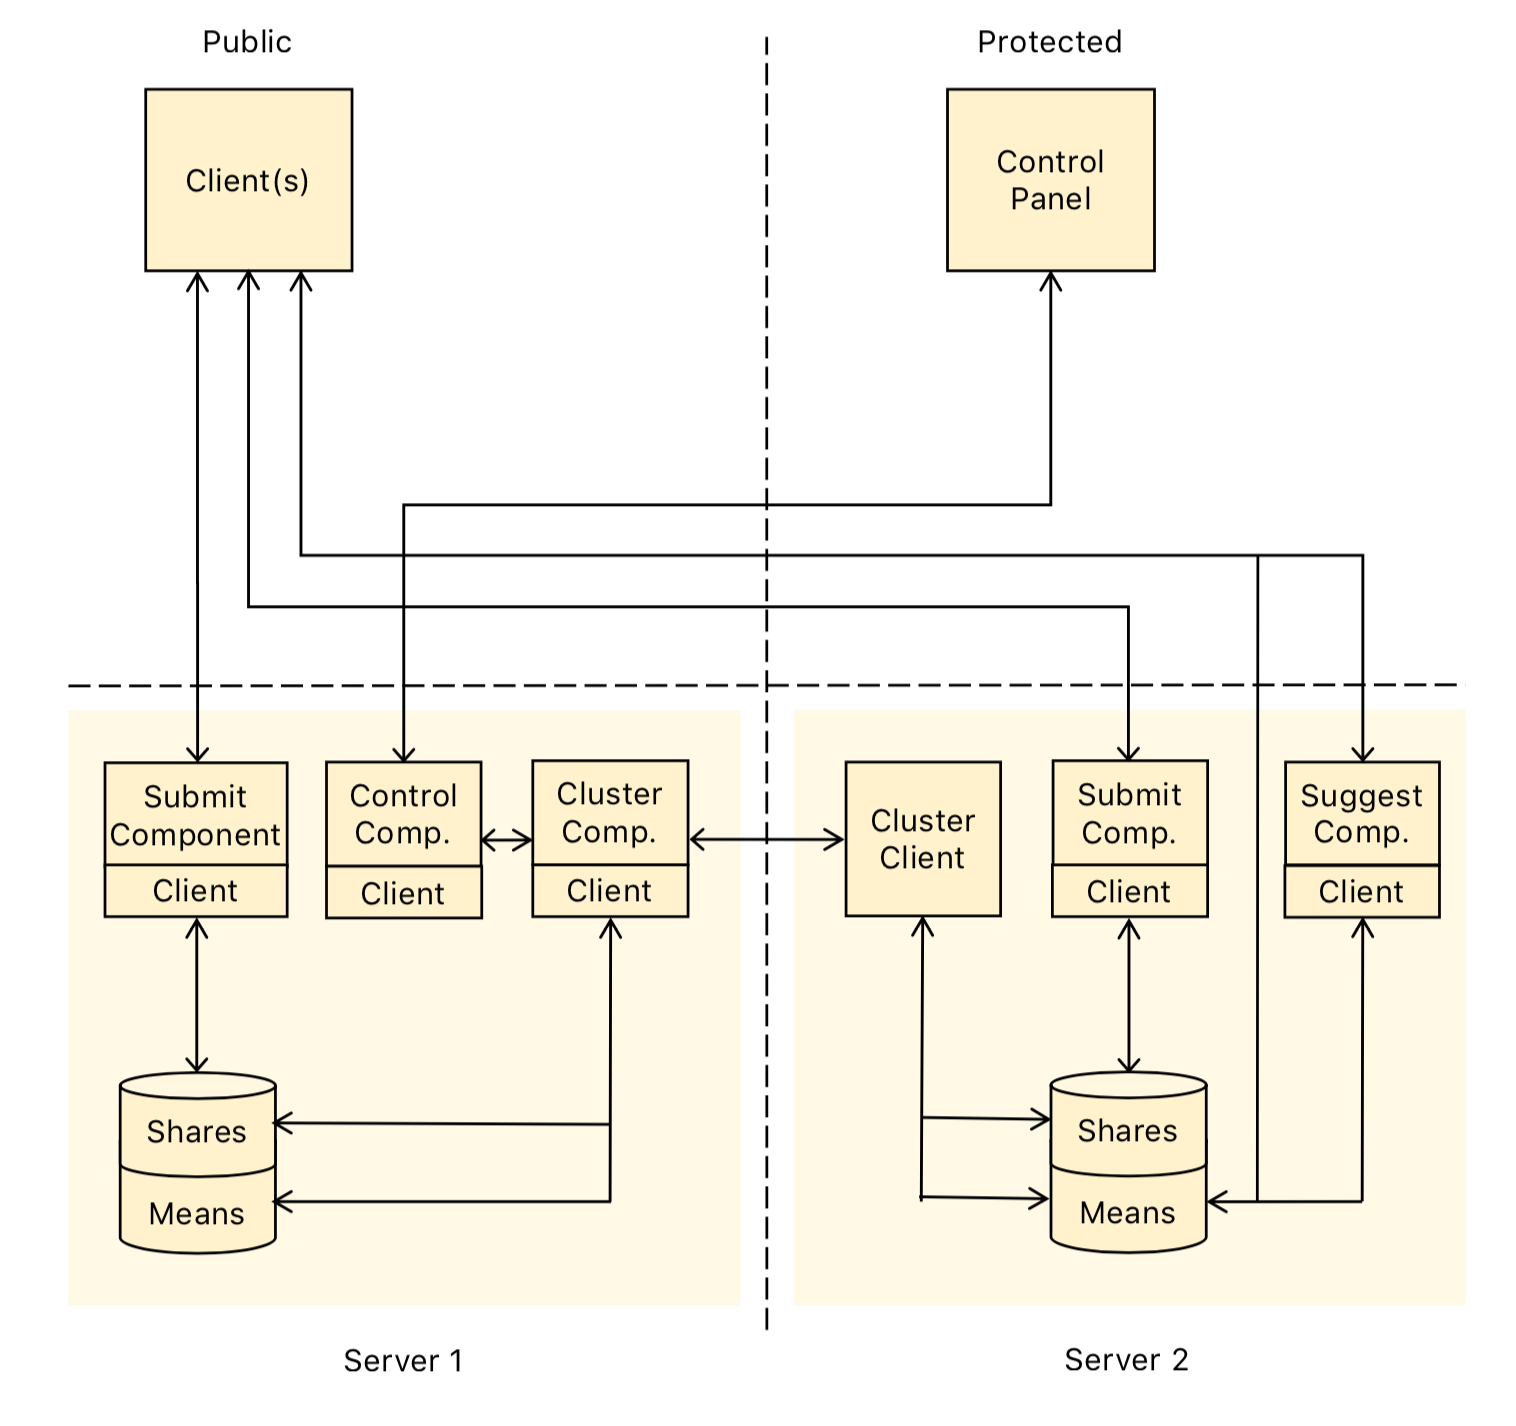 Public
Protected
Client(s)
Control
Panel
Submit
Component
Client
Control
Comp.
Client
Cluster
Comp.
Client
Cluster
Client
Submit
Comp.
Client
Suggest
Comp.
Client
Shares
Means
Shares
Means
Server 1
Server 2